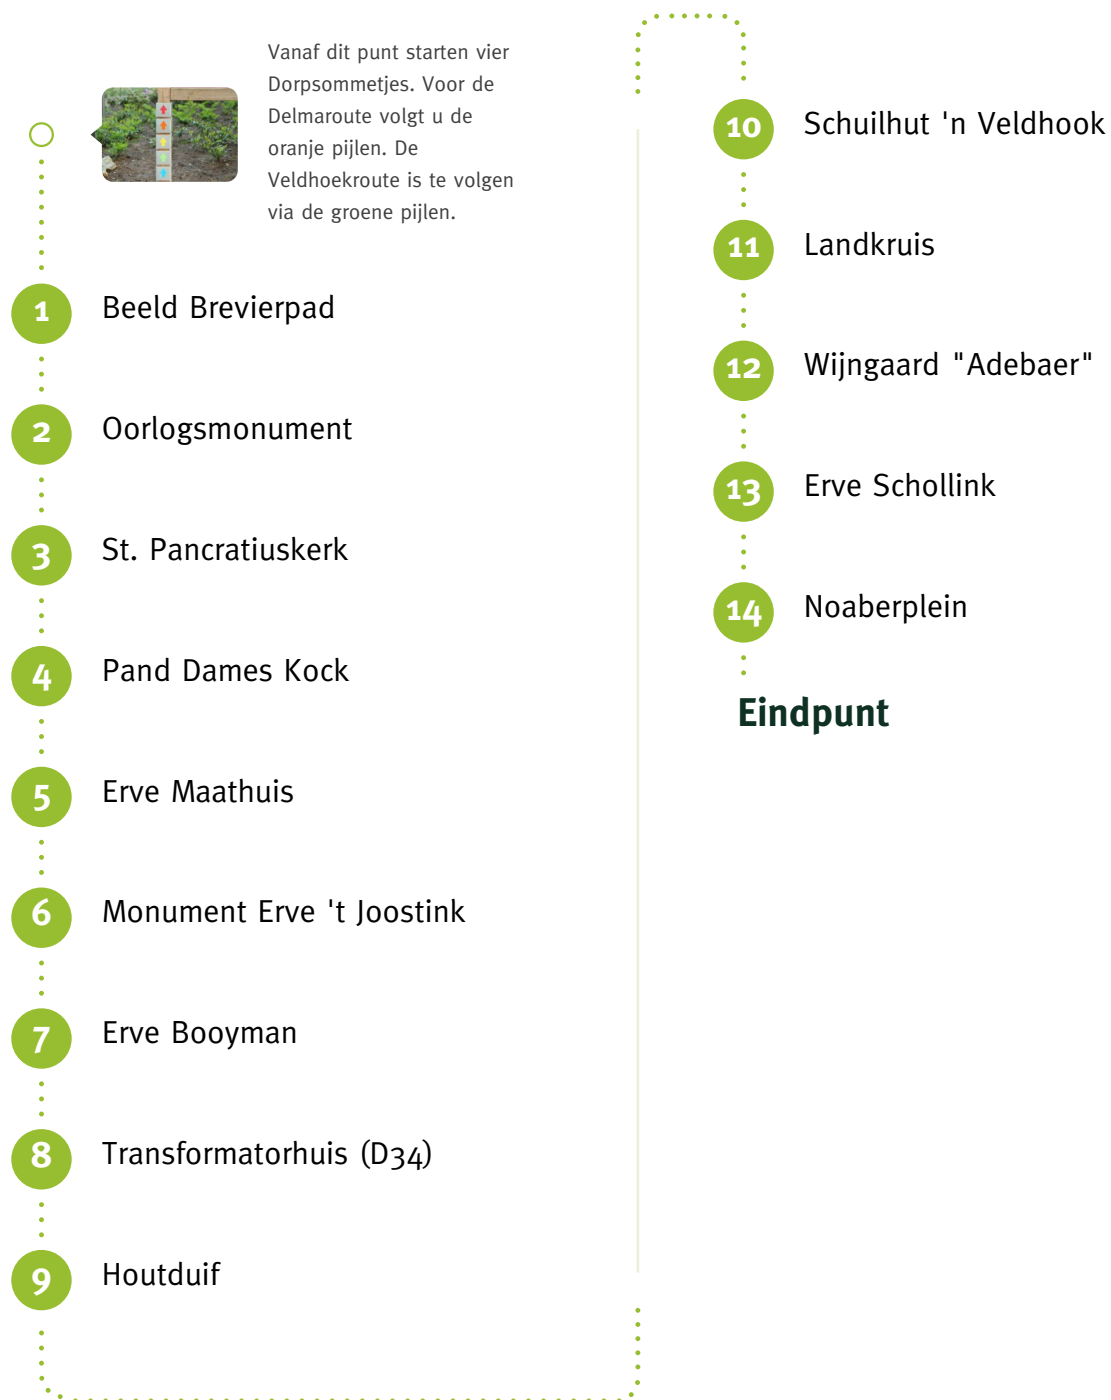 Vanaf dit punt starten vier
Dorpsommetjes. Voor de
Delmaroute volgt u de
oranje pijlen. De
Veldhoekroute is te volgen
via de groene pijlen.
1 Beeld Brevierpad
2 Oorlogsmonument
3 St. Pancratiuskerk
4 Pand Dames Kock
5 Erve Maathuis
6 Monument Erve 't Joostink
7 Erve Booyman
8 Transformatorhuis (D34)
9 Houtduif
10 Schuilhut 'n Veldhook
11 Landkruis
12 Wijngaard "Adebaer"
13 Erve Schollink
14 Noaberplein
Eindpunt